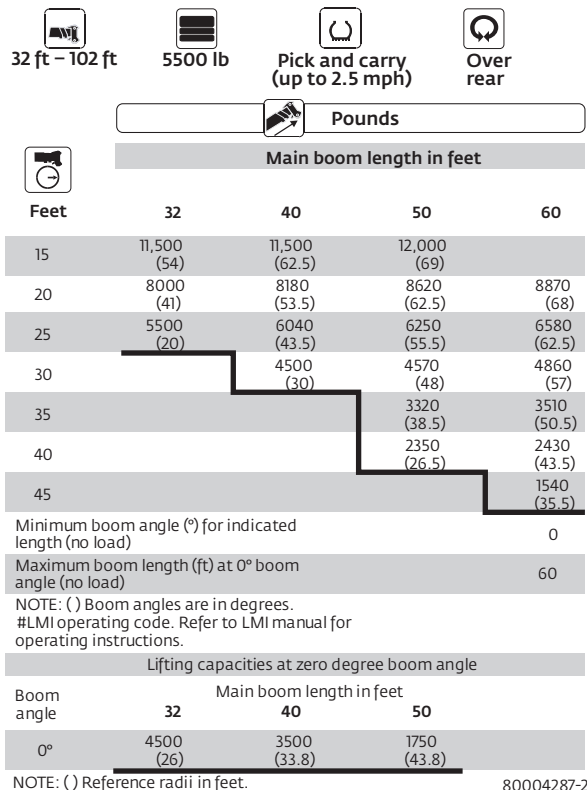 32 ft – 102 ft 5500 lb Pick and carry Over
(up to 2.5 mph) rear
Pounds
Main boom length in feet
Feet 32 40 50 60
15 11,500 11,500 12,000
(54) (62.5) (69)
20 8000 8180 8620 8870
(41) (53.5) (62.5) (68)
25 5500 6040 6250 6580
(20) (43.5) (55.5) (62.5)
30 4500 4570 4860
(30) (48) (57)
35 3320 3510
(38.5) (50.5)
40 2350 2430
(26.5) (43.5)
45 1540
(35.5)
Minimum boom angle (°) for indicated
length (no load) 0
Maximum boom length (ft) at 0° boom
angle (no load) 60
NOTE: ( ) Boom angles are in degrees.
#LMI operating code. Refer to LMI manual for
operating instructions.
Lifting capacities at zero degree boom angle
Boom Main boom length in feet
angle 32 40 50
0° 4500 3500 1750
(26) (33.8) (43.8)
NOTE: ( ) Reference radii in feet. 80004287-2